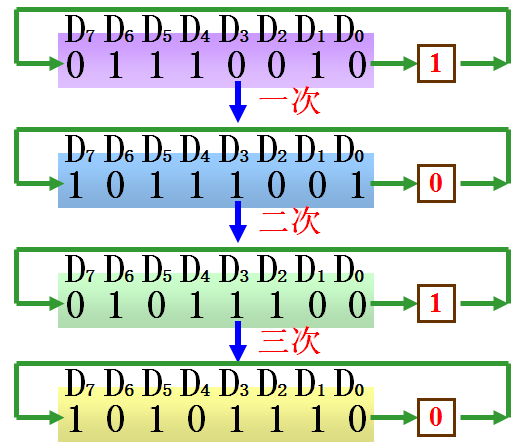 D₇ D₆ D₅ D₄ D₃ D₂ D₁ D₀
0 1 1 1 0 0 1 0 1
一次
D₇ D₆ D₅ D₄ D₃ D₂ D₁ D₀
1 0 1 1 1 0 0 1 0
二次
D₇ D₆ D₅ D₄ D₃ D₂ D₁ D₀
0 1 0 1 1 1 0 0 1
三次
D₇ D₆ D₅ D₄ D₃ D₂ D₁ D₀
1 0 1 0 1 1 1 0 0